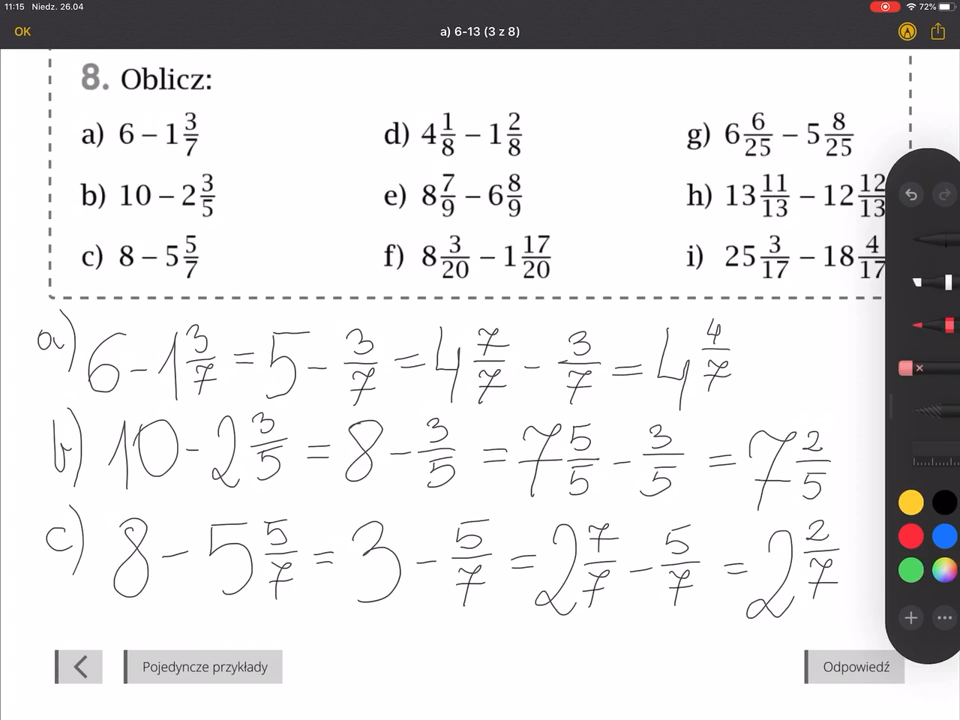 11:15 Niedz. 26.04 72%
OK a) 6-13 (3 z 8)
8. Oblicz:
a) 6 – 1 3/7 d) 4 1/8 – 1 2/8 g) 6 6/25 – 5 8/25
b) 10 – 2 3/5 e) 8 7/9 – 6 8/9 h) 13 11/13 – 12 12/13
c) 8 – 5 5/7 f) 8 3/20 – 1 17/20 i) 25 3/17 – 18 4/17
a) 6 - 1 3/7 = 5 - 3/7 = 4 7/7 - 3/7 = 4 4/7
b) 10 - 2 3/5 = 8 - 3/5 = 7 5/5 - 3/5 = 7 2/5
c) 8 - 5 5/7 = 3 - 5/7 = 2 7/7 - 5/7 = 2 2/7
Pojedyncze przykłady Odpowiedź